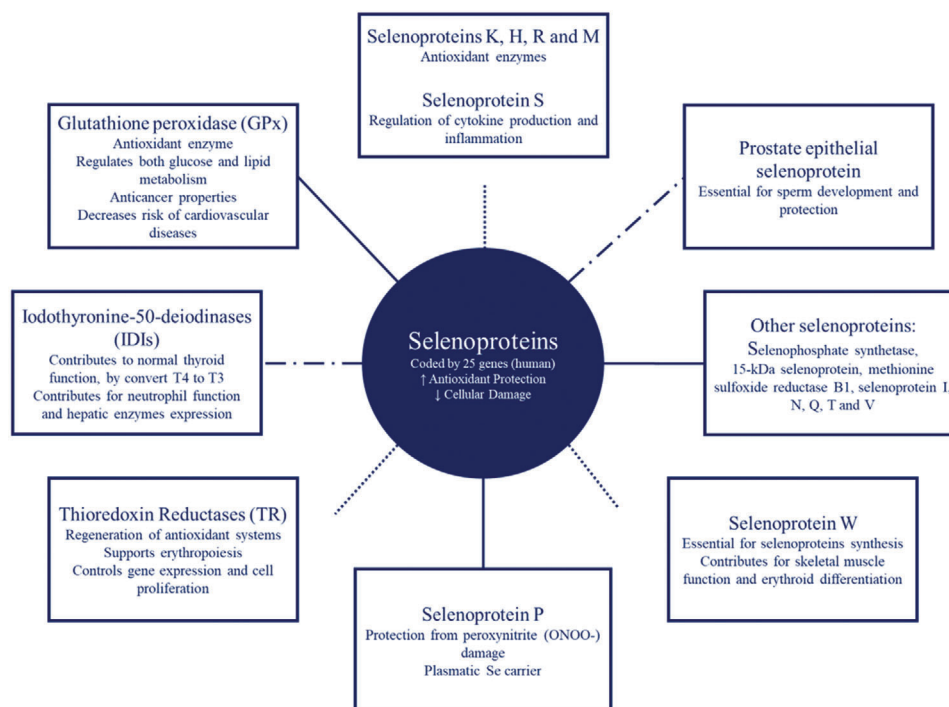 Selenoproteins K, H, R and M
Antioxidant enzymes
Selenoprotein S
Regulation of cytokine production and
inflammation
Glutathione peroxidase (GPx)
Antioxidant enzyme
Regulates both glucose and lipid
metabolism
Anticancer properties
Decreases risk of cardiovascular
diseases
Prostate epithelial
selenoprotein
Essential for sperm development and
protection
Iodothyronine-50-deiodinases
(IDIs)
Contributes to normal thyroid
function, by convert T4 to T3
Contributes for neutrophil function
and hepatic enzymes expression
Selenoproteins
Coded by 25 genes (human)
↑ Antioxidant Protection
↓ Cellular Damage
Other selenoproteins:
Selenophosphate synthetase,
15-kDa selenoprotein, methionine
sulfoxide reductase B1, selenoprotein
N, Q, T and V
Thioredoxin Reductases (TR)
Regeneration of antioxidant systems
Supports erythropoiesis
Controls gene expression and cell
proliferation
Selenoprotein W
Essential for selenoproteins synthesis
Contributes for skeletal muscle
function and erythroid differentiation
Selenoprotein P
Protection from peroxynitrite (ONOO-)
damage
Plasmatic Se carrier